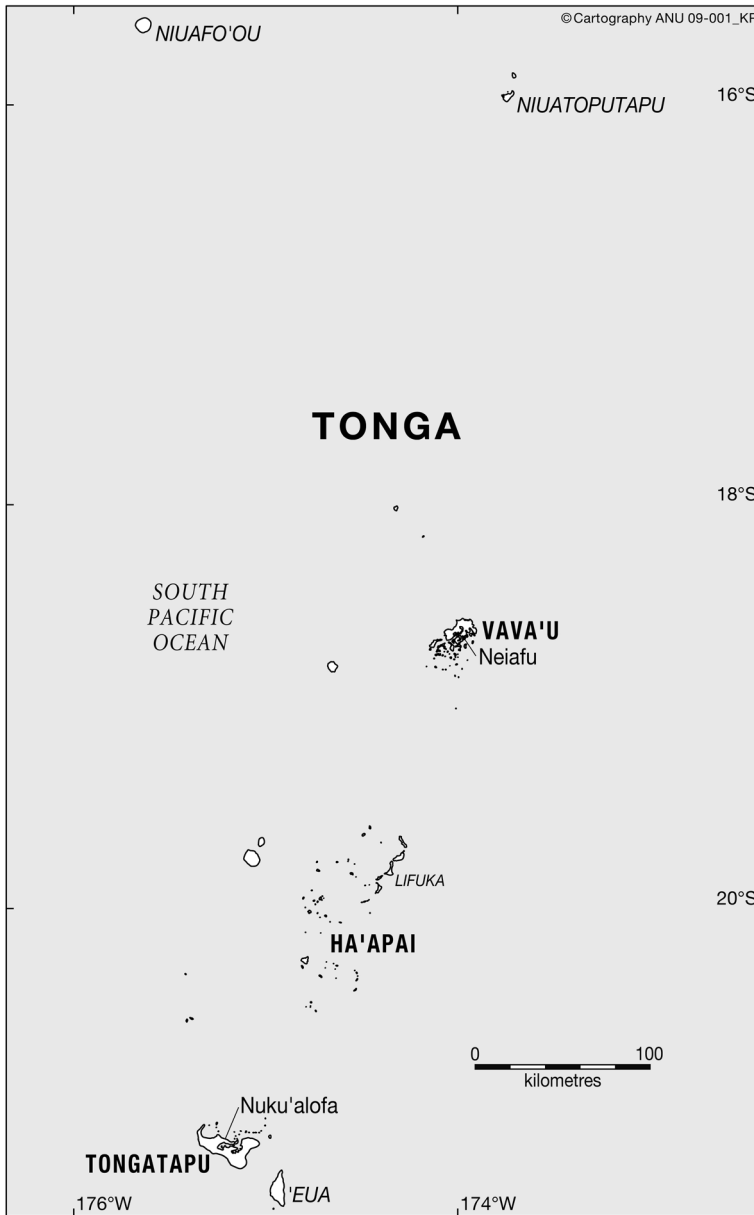 ©Cartography ANU 09-001_KP
NIUAFO'OU
16°S
NIUATOPUTAPU
TONGA
18°S
SOUTH
PACIFIC
OCEAN
VAVA'U
Neiafu
LIFUKA
20°S
HA'APAI
0 100
kilometres
Nuku'alofa
TONGATAPU
'EUA
176°W 174°W